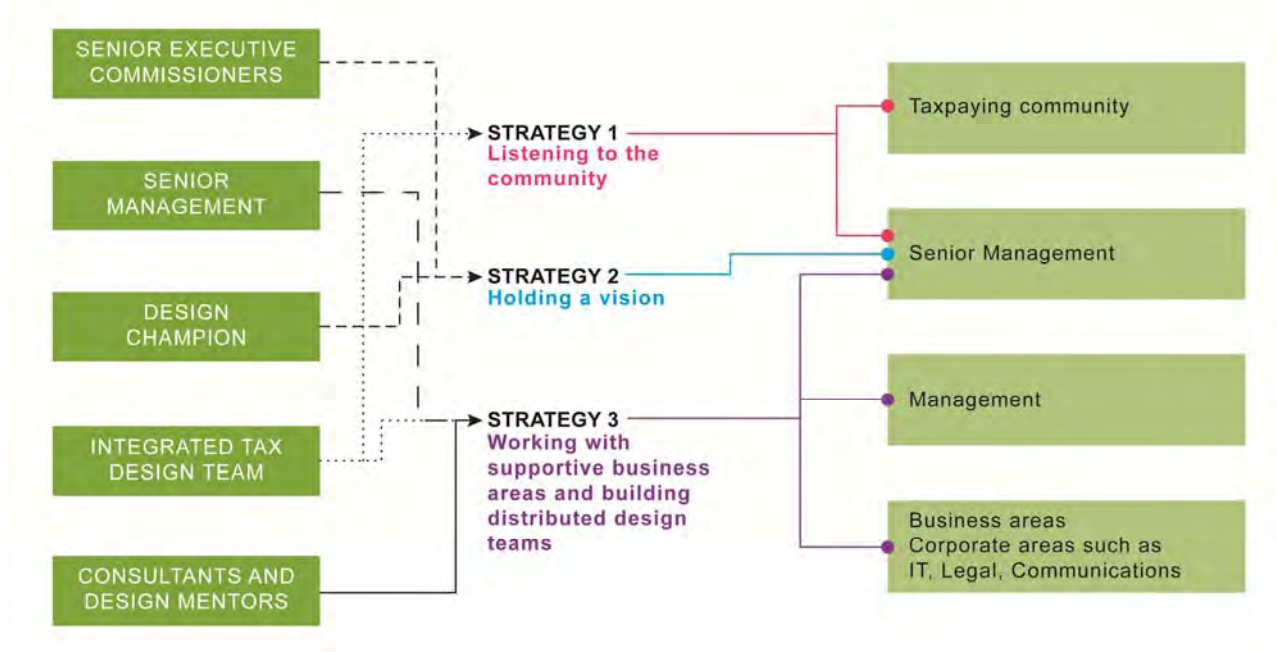 SENIOR EXECUTIVE
COMMISSIONERS
SENIOR
MANAGEMENT
DESIGN
CHAMPION
INTEGRATED TAX
DESIGN TEAM
CONSULTANTS AND
DESIGN MENTORS
STRATEGY 1
Listening to the
community
STRATEGY 2
Holding a vision
STRATEGY 3
Working with
supportive business
areas and building
distributed design
teams
Taxpaying community
Senior Management
Management
Business areas
Corporate areas such as
IT, Legal, Communications